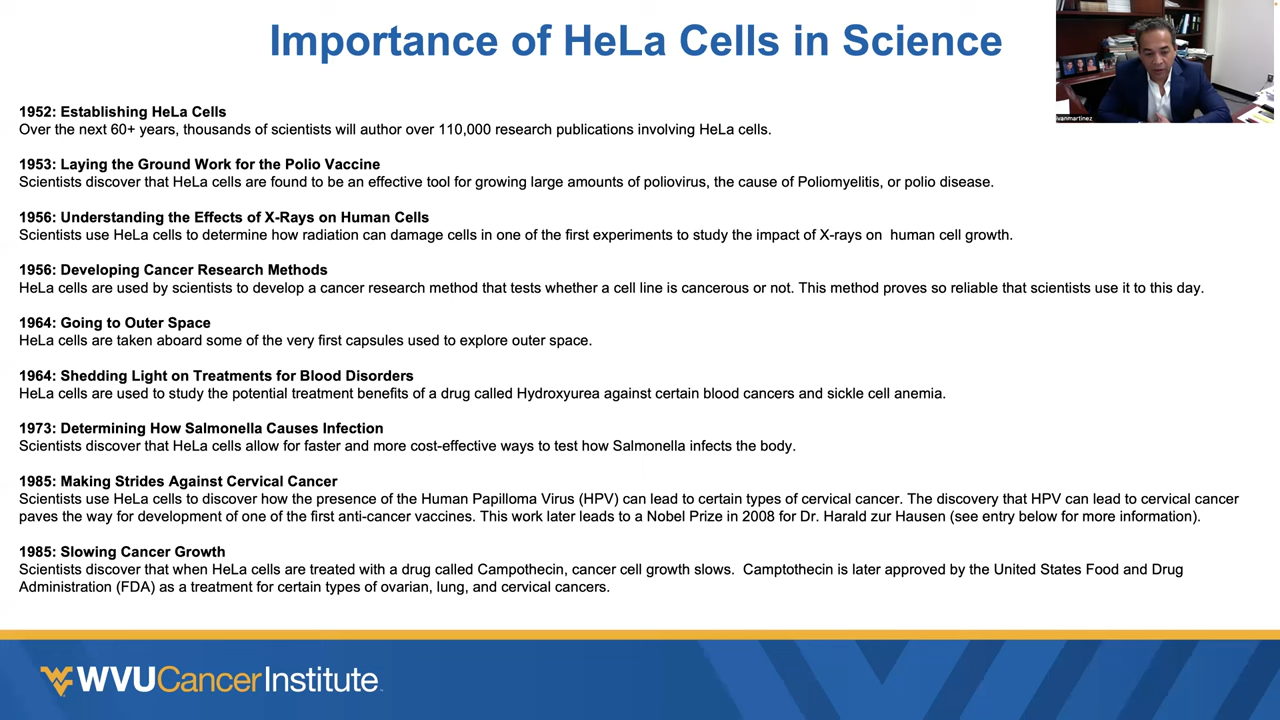 Importance of HeLa Cells in Science
ivanmartinez
1952: Establishing HeLa Cells
Over the next 60+ years, thousands of scientists will author over 110,000 research publications involving HeLa cells.
1953: Laying the Ground Work for the Polio Vaccine
Scientists discover that HeLa cells are found to be an effective tool for growing large amounts of poliovirus, the cause of Poliomyelitis, or polio disease.
1956: Understanding the Effects of X-Rays on Human Cells
Scientists use HeLa cells to determine how radiation can damage cells in one of the first experiments to study the impact of X-rays on human cell growth.
1956: Developing Cancer Research Methods
HeLa cells are used by scientists to develop a cancer research method that tests whether a cell line is cancerous or not. This method proves so reliable that scientists use it to this day.
1964: Going to Outer Space
HeLa cells are taken aboard some of the very first capsules used to explore outer space.
1964: Shedding Light on Treatments for Blood Disorders
HeLa cells are used to study the potential treatment benefits of a drug called Hydroxyurea against certain blood cancers and sickle cell anemia.
1973: Determining How Salmonella Causes Infection
Scientists discover that HeLa cells allow for faster and more cost-effective ways to test how Salmonella infects the body.
1985: Making Strides Against Cervical Cancer
Scientists use HeLa cells to discover how the presence of the Human Papilloma Virus (HPV) can lead to certain types of cervical cancer. The discovery that HPV can lead to cervical cancer
paves the way for development of one of the first anti-cancer vaccines. This work later leads to a Nobel Prize in 2008 for Dr. Harald zur Hausen (see entry below for more information).
1985: Slowing Cancer Growth
Scientists discover that when HeLa cells are treated with a drug called Campothecin, cancer cell growth slows. Camptothecin is later approved by the United States Food and Drug
Administration (FDA) as a treatment for certain types of ovarian, lung, and cervical cancers.
WVUCancerInstitute